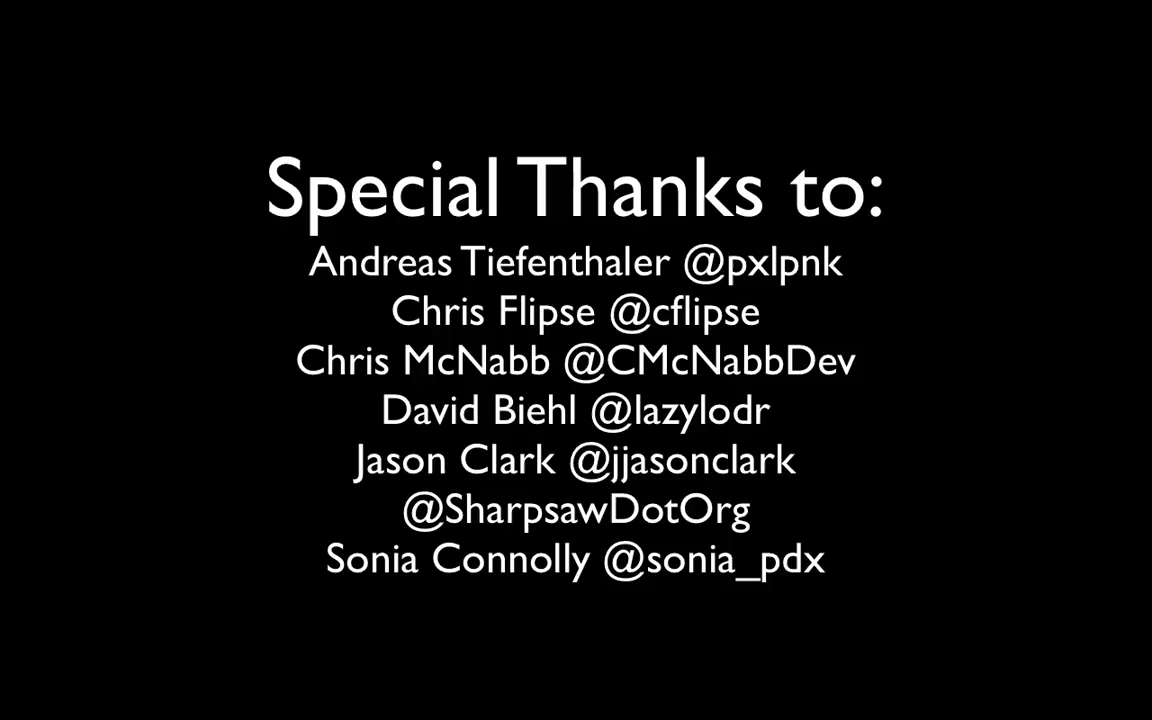 Special Thanks to:
Andreas Tiefenthaler @pxlpnk
Chris Flipse @cflipse
Chris McNabb @CMcNabbDev
David Biehl @lazylodr
Jason Clark @jjasonclark
@SharpsawDotOrg
Sonia Connolly @sonia_pdx